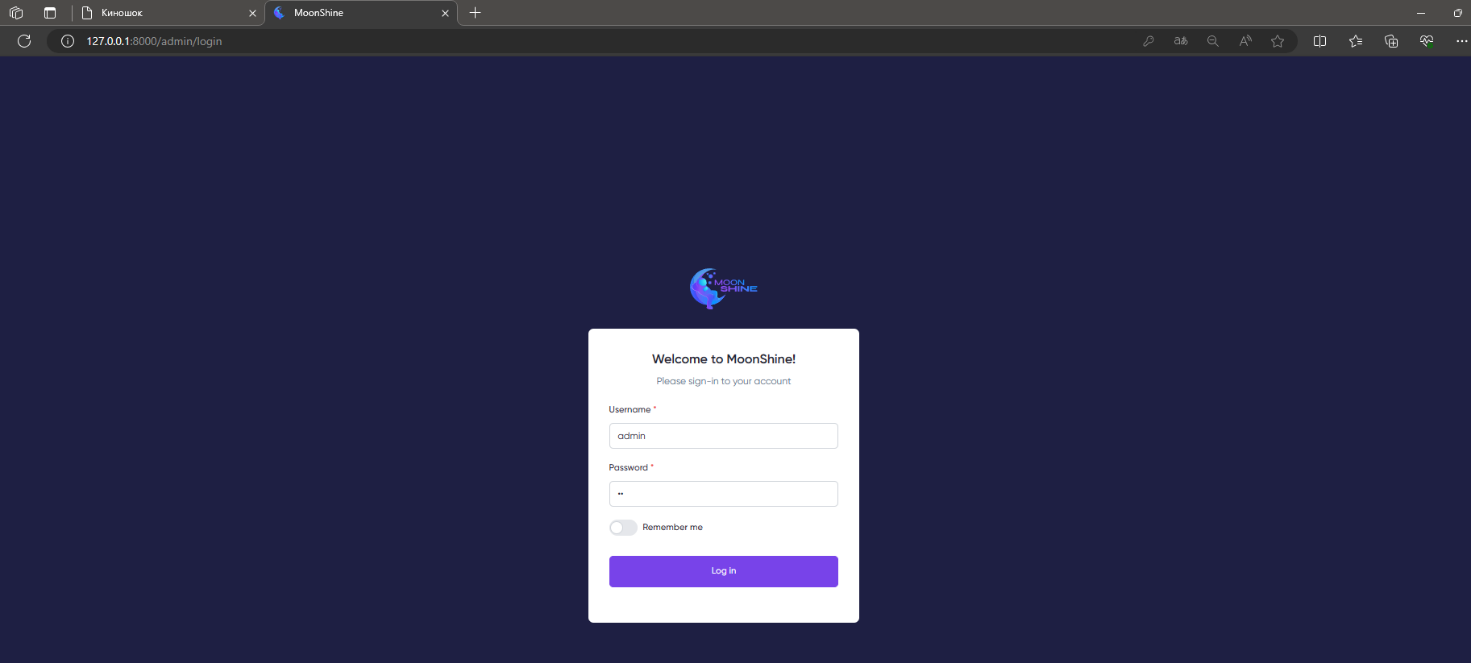 Киношок
MoonShine
127.0.0.1:8000/admin/login
MOON
SHINE
Welcome to MoonShine!
Please sign-in to your account
Username *
admin
Password *
••
Remember me
Log in